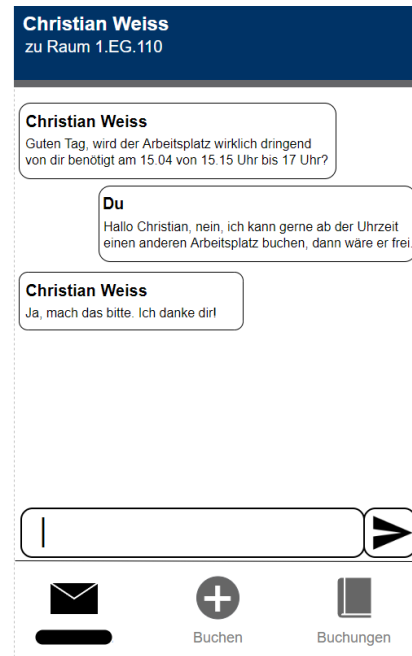 Christian Weiss
zu Raum 1.EG.110
Christian Weiss
Guten Tag, wird der Arbeitsplatz wirklich dringend
von dir benötigt am 15.04 von 15.15 Uhr bis 17 Uhr?
Du
Hallo Christian, nein, ich kann gerne ab der Uhrzeit
einen anderen Arbeitsplatz buchen, dann wäre er frei.
Christian Weiss
Ja, mach das bitte. Ich danke dir!
Buchen
Buchungen